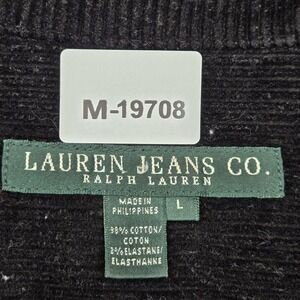 M-19708
LAUREN JEANS CO.
RALPH LAUREN
MADE IN
PHILIPPINES
L
98% COTTON/
COTON
2% ELASTANE/
ELASTHANNE